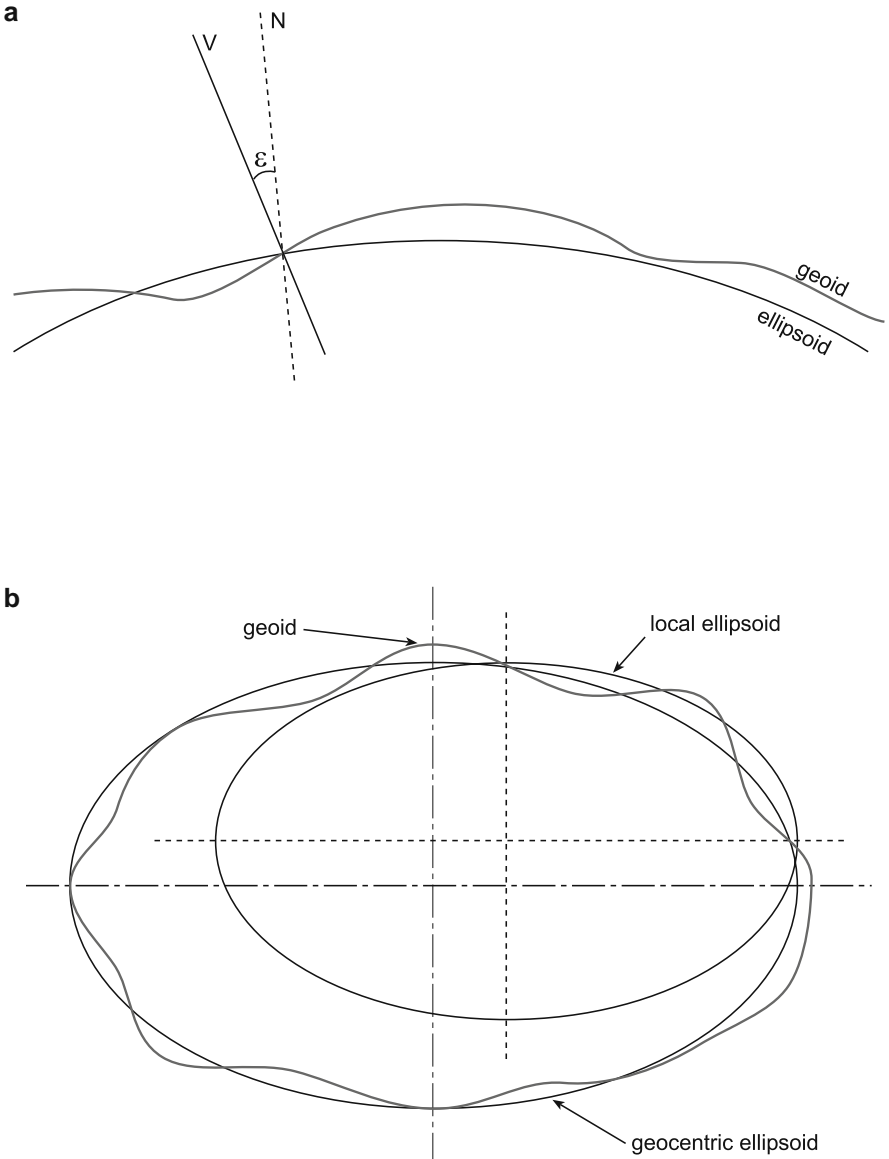 a
N
V
ε
geoid
ellipsoid
b
geoid
local ellipsoid
geocentric ellipsoid